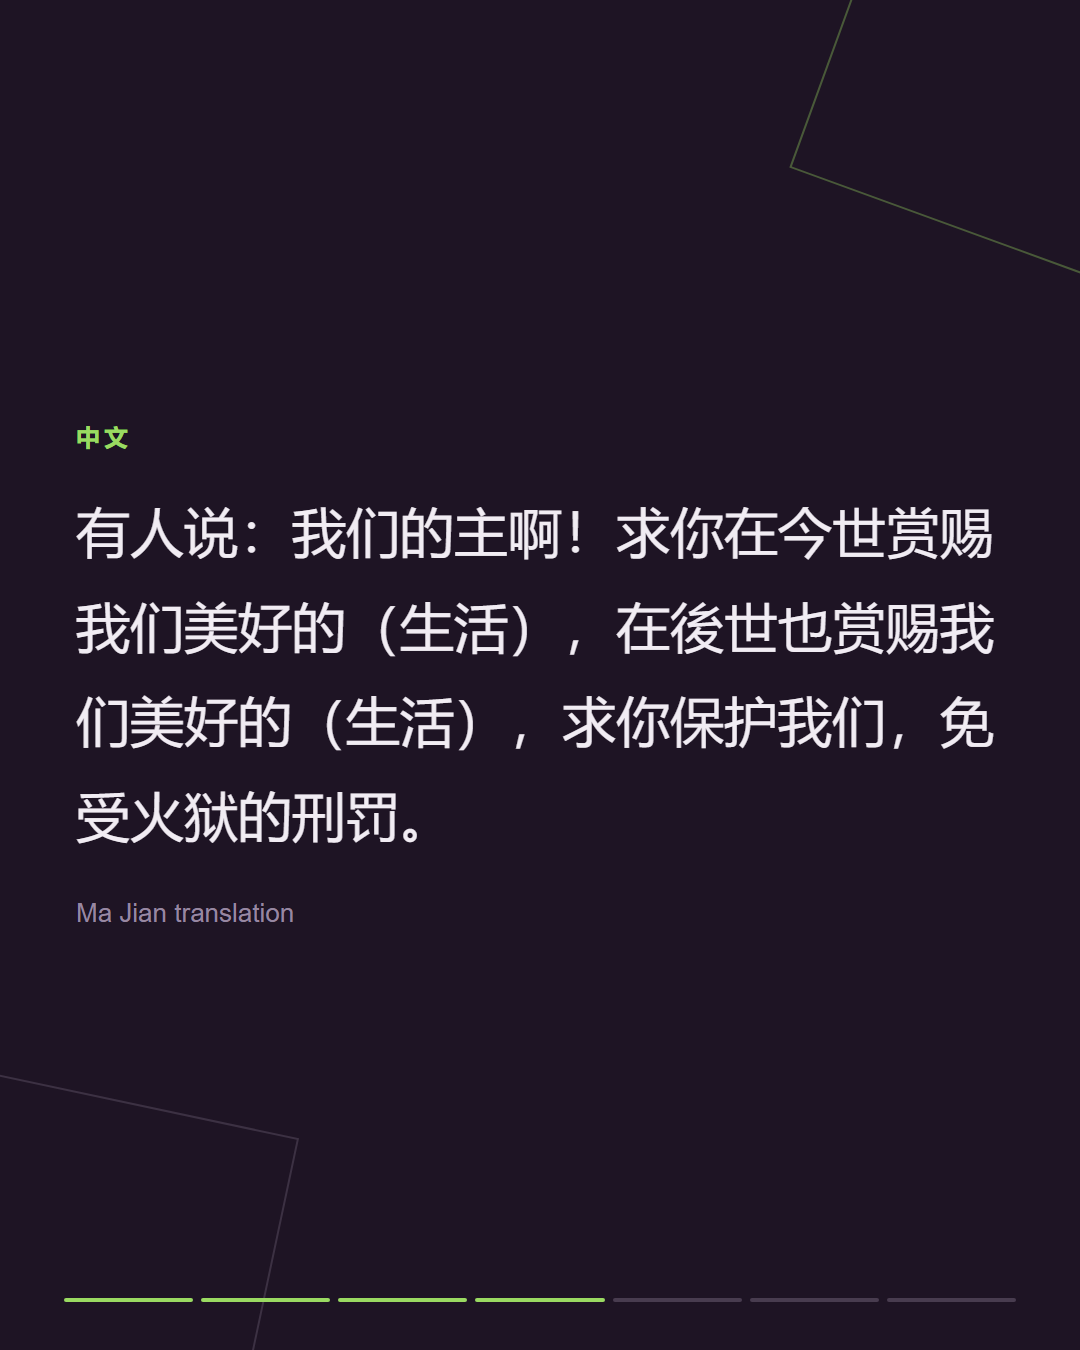 中文
有人说：我们的主啊！求你在今世赏赐
我们美好的（生活），在後世也赏赐我
们美好的（生活），求你保护我们，免
受火狱的刑罚。
Ma Jian translation